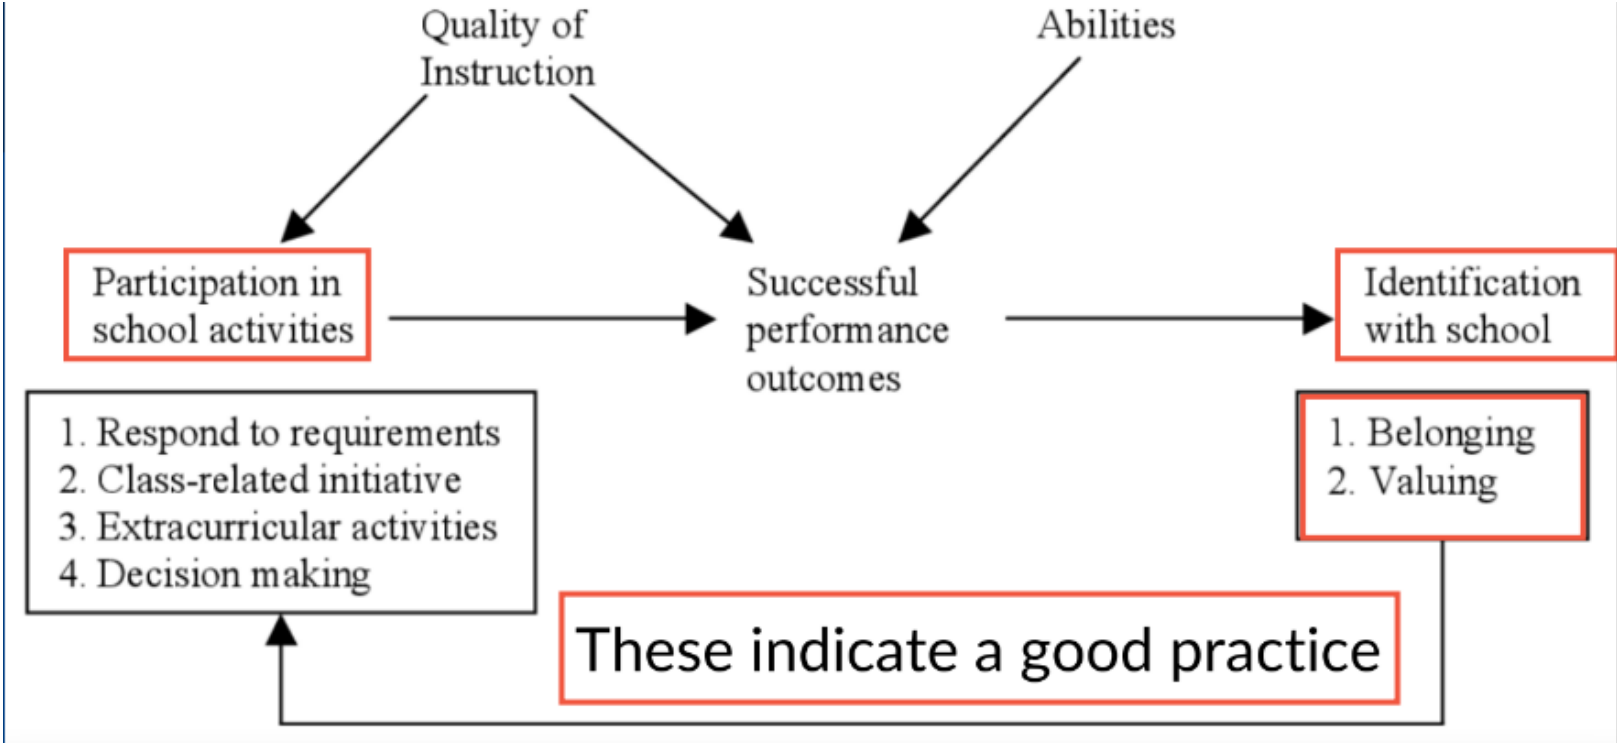 Quality of
Instruction
Abilities
Participation in
school activities
Successful
performance
outcomes
Identification
with school
1. Respond to requirements
2. Class-related initiative
3. Extracurricular activities
4. Decision making
1. Belonging
2. Valuing
These indicate a good practice